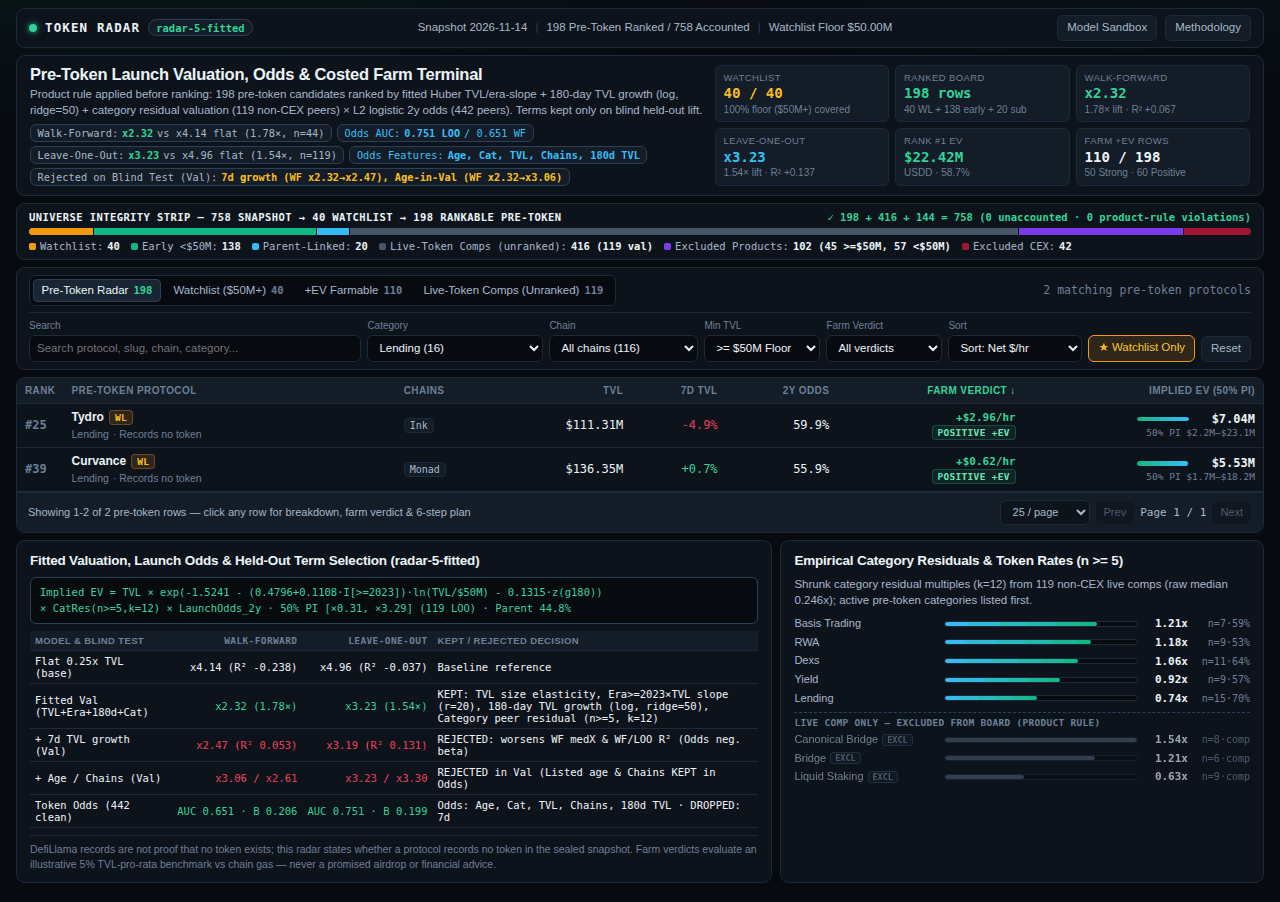 TOKEN RADAR radar-5-fitted Snapshot 2026-11-14 | 198 Pre-Token Ranked / 758 Accounted | Watchlist Floor $50.00M Model Sandbox Methodology
Pre-Token Launch Valuation, Odds & Costed Farm Terminal
Product rule applied before ranking: 198 pre-token candidates ranked by fitted Huber TVL/era-slope + 180-day TVL growth (log,
ridge=50) + category residual valuation (119 non-CEX peers) × L2 logistic 2y odds (442 peers). Terms kept only on blind held-out lift.
Walk-Forward: x2.32 vs x4.14 flat (1.78×, n=44) Odds AUC: 0.751 LOO / 0.651 WF
Leave-One-Out: x3.23 vs x4.96 flat (1.54×, n=119) Odds Features: Age, Cat, TVL, Chains, 180d TVL
Rejected on Blind Test (Val): 7d growth (WF x2.32→x2.47), Age-in-Val (WF x2.32→x3.06)
WATCHLIST
40 / 40
100% floor ($50M+) covered
RANKED BOARD
198 rows
40 WL + 138 early + 20 sub
WALK-FORWARD
x2.32
1.78× lift · R² +0.067
LEAVE-ONE-OUT
x3.23
1.54× lift · R² +0.137
RANK #1 EV
$22.42M
USDD · 58.7%
FARM +EV ROWS
110 / 198
50 Strong · 60 Positive
UNIVERSE INTEGRITY STRIP — 758 SNAPSHOT → 40 WATCHLIST → 198 RANKABLE PRE-TOKEN ✓ 198 + 416 + 144 = 758 (0 unaccounted · 0 product-rule violations)
Watchlist: 40 Early <$50M: 138 Parent-Linked: 20 Live-Token Comps (unranked): 416 (119 val) Excluded Products: 102 (45 >=$50M, 57 <$50M) Excluded CEX: 42
Pre-Token Radar 198 Watchlist ($50M+) 40 +EV Farmable 110 Live-Token Comps (Unranked) 119 2 matching pre-token protocols
Search Category Chain Min TVL Farm Verdict Sort
Search protocol, slug, chain, category... Lending (16) All chains (116) >= $50M Floor All verdicts Sort: Net $/hr ★ Watchlist Only Reset
RANK PRE-TOKEN PROTOCOL CHAINS TVL 7D TVL 2Y ODDS FARM VERDICT ↓ IMPLIED EV (50% PI)
#25 Tydro WL Ink $111.31M -4.9% 59.9% +$2.96/hr $7.04M
Lending · Records no token POSITIVE +EV 50% PI $2.2M–$23.1M
#39 Curvance WL Monad $136.35M +0.7% 55.9% +$0.62/hr $5.53M
Lending · Records no token POSITIVE +EV 50% PI $1.7M–$18.2M
Showing 1-2 of 2 pre-token rows — click any row for breakdown, farm verdict & 6-step plan 25 / page Prev Page 1 / 1 Next
Fitted Valuation, Launch Odds & Held-Out Term Selection (radar-5-fitted)
Implied EV = TVL × exp(-1.5241 - (0.4796+0.1108·I[>=2023])·ln(TVL/$50M) - 0.1315·z(g180))
× CatRes(n>=5,k=12) × LaunchOdds_2y · 50% PI [×0.31, ×3.29] (119 LOO) · Parent 44.8%
MODEL & BLIND TEST WALK-FORWARD LEAVE-ONE-OUT KEPT / REJECTED DECISION
Flat 0.25x TVL
(base) x4.14 (R² -0.238) x4.96 (R² -0.037) Baseline reference
Fitted Val
(TVL+Era+180d+Cat) x2.32 (1.78×) x3.23 (1.54×) KEPT: TVL size elasticity, Era>=2023×TVL slope
(r=20), 180-day TVL growth (log, ridge=50),
Category peer residual (n>=5, k=12)
+ 7d TVL growth
(Val) x2.47 (R² 0.053) x3.19 (R² 0.131) REJECTED: worsens WF medX & WF/LOO R² (Odds neg.
beta)
+ Age / Chains (Val) x3.06 / x2.61 x3.23 / x3.30 REJECTED in Val (Listed age & Chains KEPT in
Odds)
Token Odds (442
clean) AUC 0.651 · B 0.206 AUC 0.751 · B 0.199 Odds: Age, Cat, TVL, Chains, 180d TVL · DROPPED:
7d
DefiLlama records are not proof that no token exists; this radar states whether a protocol records no token in the sealed snapshot. Farm verdicts evaluate an
illustrative 5% TVL-pro-rata benchmark vs chain gas — never a promised airdrop or financial advice.
Empirical Category Residuals & Token Rates (n >= 5)
Shrunk category residual multiples (k=12) from 119 non-CEX live comps (raw median
0.246x); active pre-token categories listed first.
Basis Trading 1.21x n=7·59%
RWA 1.18x n=9·53%
Dexs 1.06x n=11·64%
Yield 0.92x n=9·57%
Lending 0.74x n=15·70%
LIVE COMP ONLY — EXCLUDED FROM BOARD (PRODUCT RULE)
Canonical Bridge EXCL 1.54x n=8·comp
Bridge EXCL 1.21x n=6·comp
Liquid Staking EXCL 0.63x n=9·comp